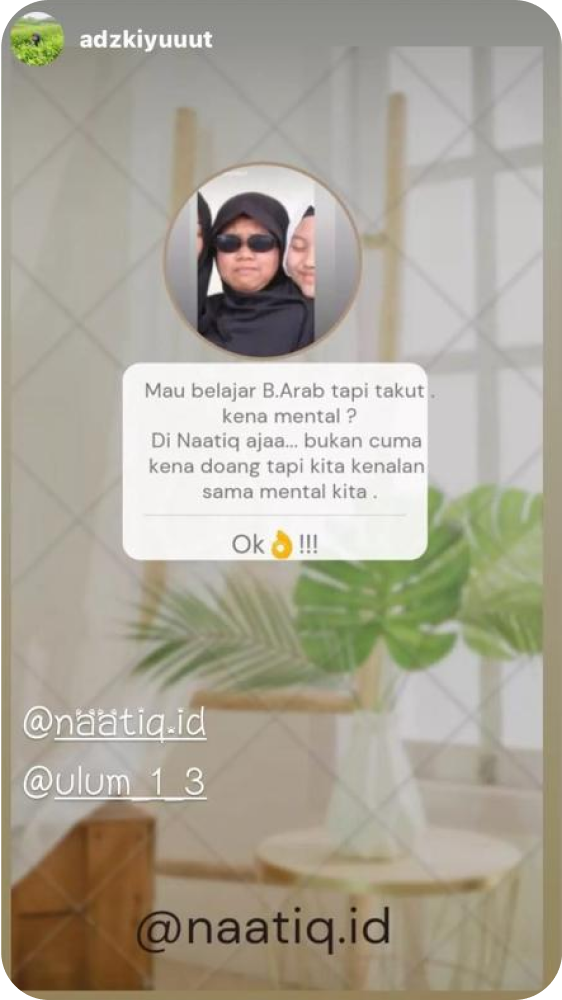 adzkiyuuut
Mau belajar B.Arab tapi takut .
kena mental ?
Di Naatiq ajaa... bukan cuma
kena doang tapi kita kenalan
sama mental kita .
Ok👌!!!
@naatiq.id
@ulum_1_3
@naatiq.id